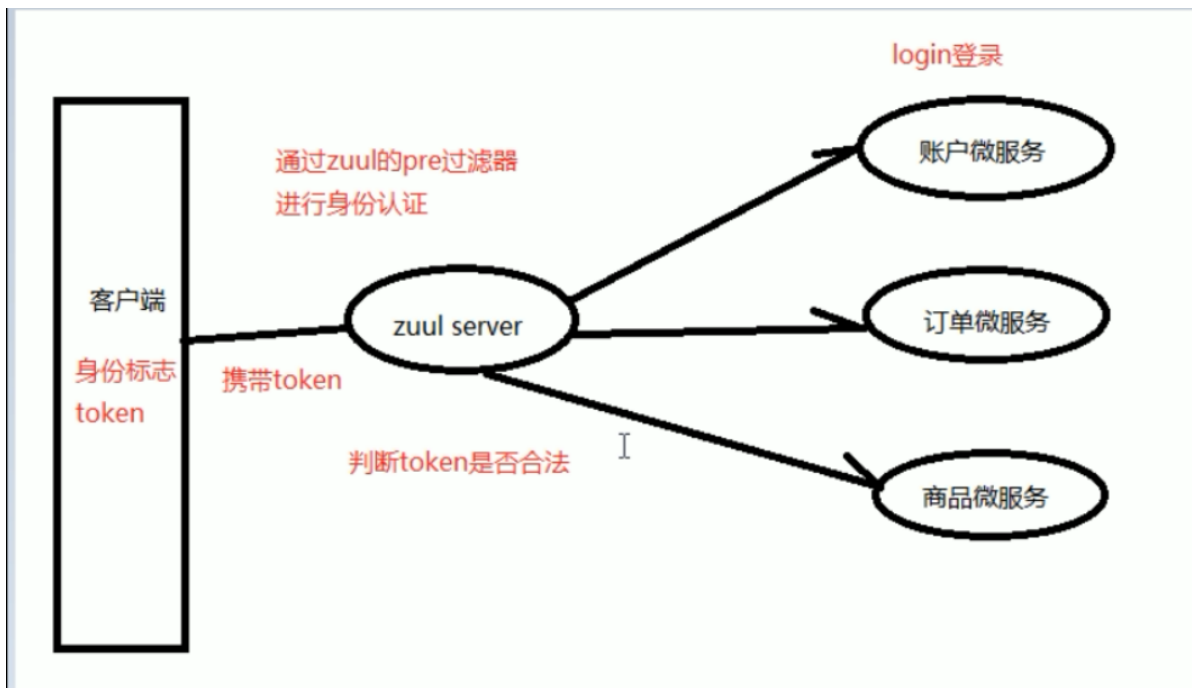 login登录
账户微服务
通过zuul的pre过滤器
进行身份认证
客户端
zuul server
订单微服务
身份标志
token
携带token
判断token是否合法
商品微服务